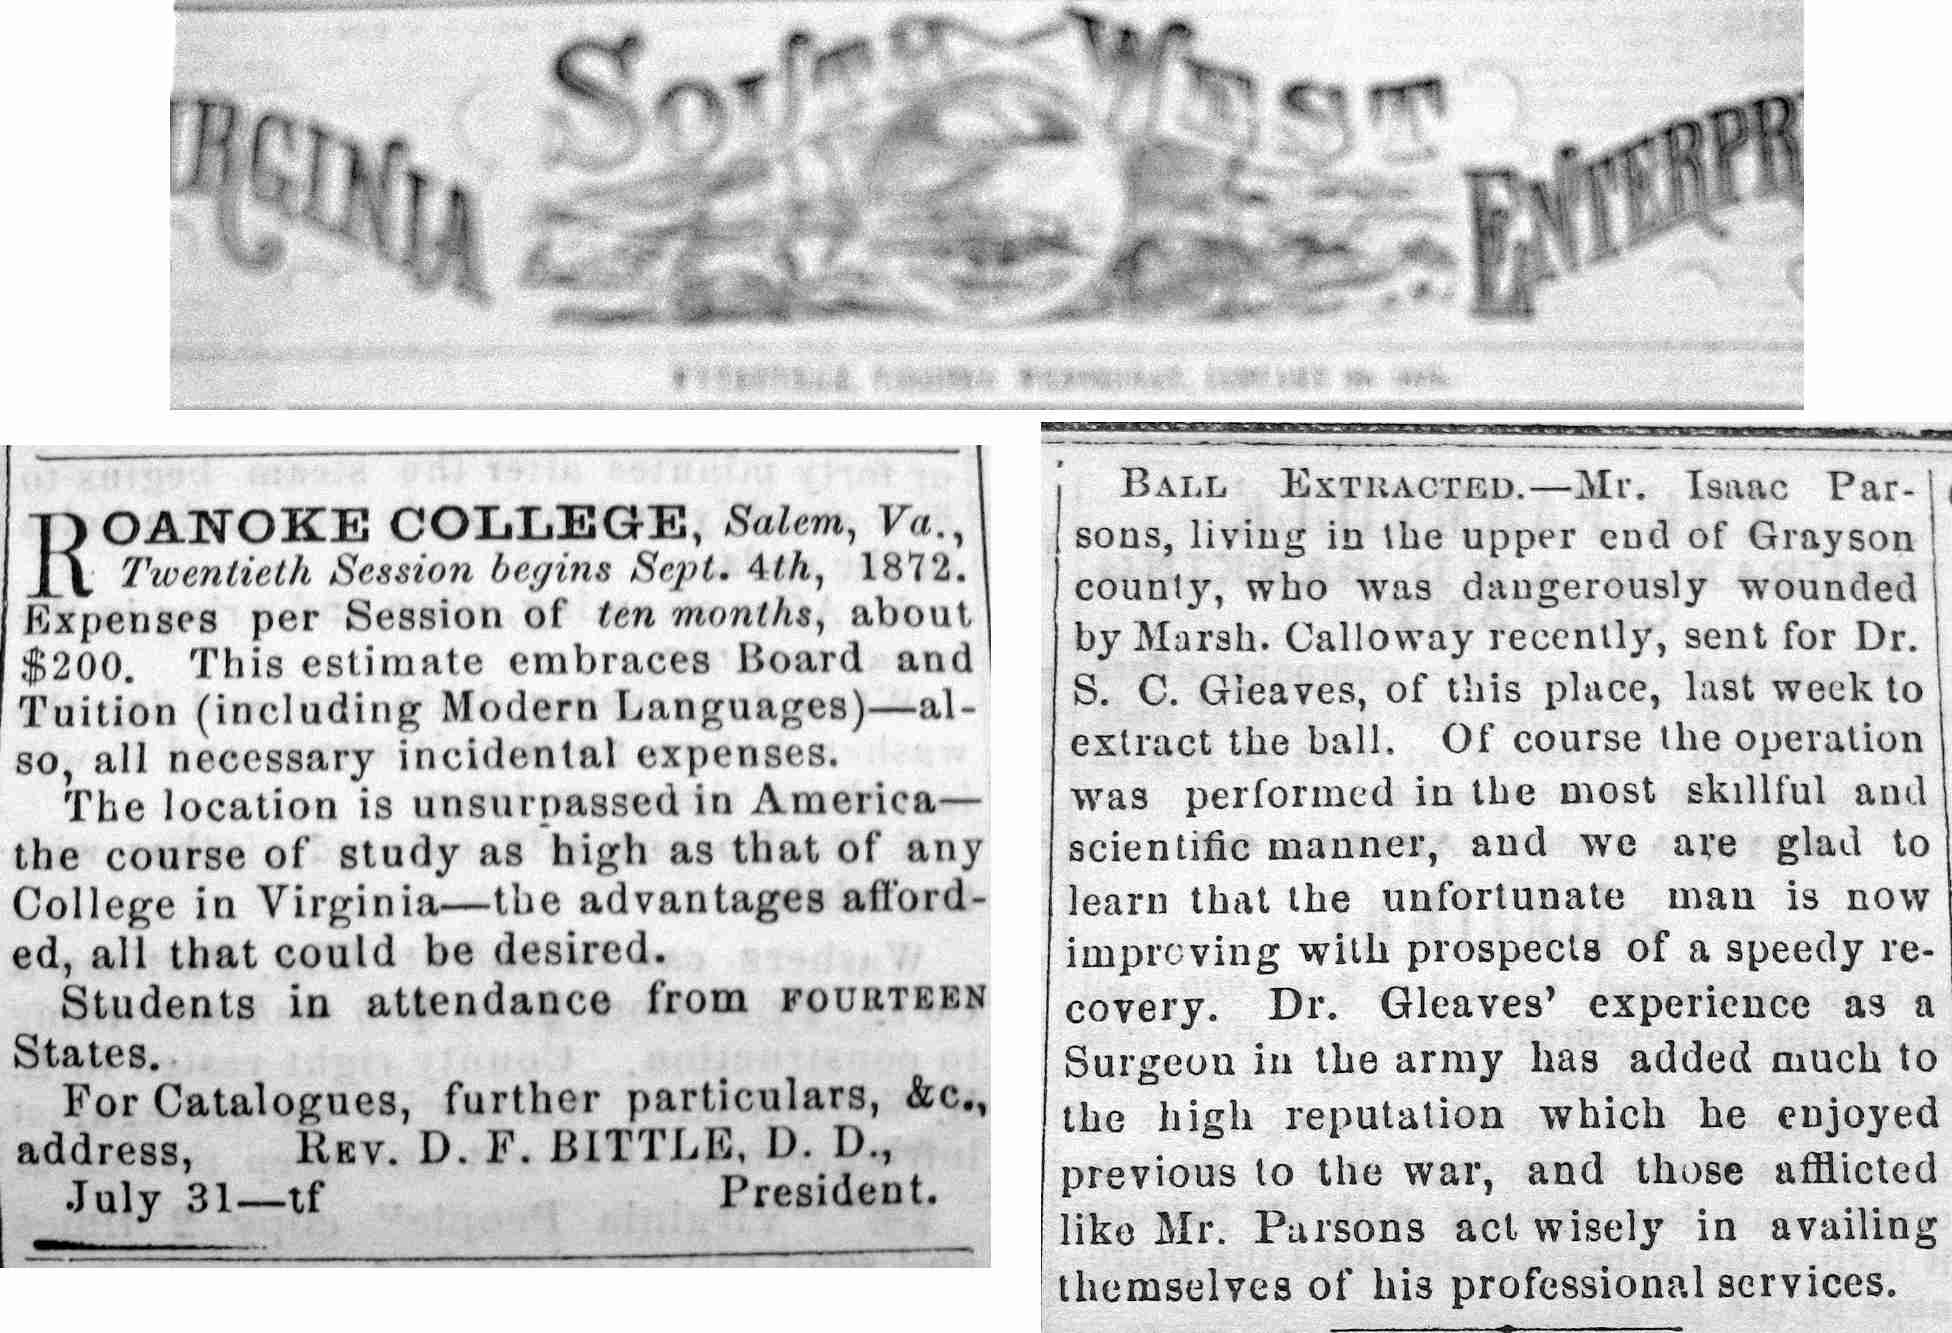 VIRGINIA SOUTH WEST ENTERPRI
ROANOKE COLLEGE, Salem, Va.,
Twentieth Session begins Sept. 4th, 1872.
Expenses per Session of ten months, about
$200. This estimate embraces Board and
Tuition (including Modern Languages)—al-
so, all necessary incidental expenses.
The location is unsurpassed in America—
the course of study as high as that of any
College in Virginia—the advantages afford-
ed, all that could be desired.
Students in attendance from FOURTEEN
States.
For Catalogues, further particulars, &c.,
address, REV. D. F. BITTLE, D. D.,
July 31—tf President.
BALL EXTRACTED.—Mr. Isaac Par-
sons, living in the upper end of Grayson
county, who was dangerously wounded
by Marsh. Calloway recently, sent for Dr.
S. C. Gleaves, of this place, last week to
extract the ball. Of course the operation
was performed in the most skillful and
scientific manner, and we are glad to
learn that the unfortunate man is now
improving with prospects of a speedy re-
covery. Dr. Gleaves' experience as a
Surgeon in the army has added much to
the high reputation which he enjoyed
previous to the war, and those afflicted
like Mr. Parsons act wisely in availing
themselves of his professional services.